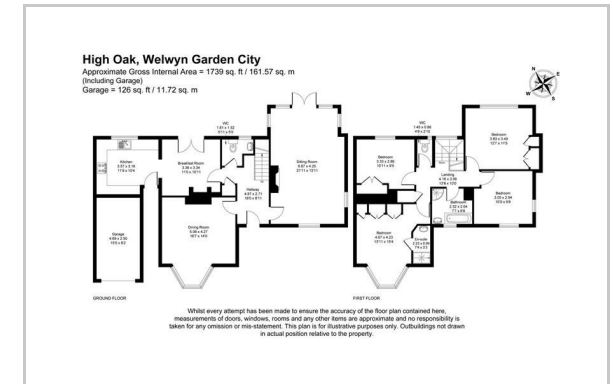 High Oak, Welwyn Garden City
Approximate Gross Internal Area = 1739 sq. ft / 161.57 sq. m
(Including Garage)
Garage = 126 sq. ft / 11.72 sq. m
N
E
S
W
WC
Kitchen
Breakfast Room
Hallway
Sitting Room
Dining Room
Garage
GROUND FLOOR
WC
Bedroom
Bedroom
Landing
Bathroom
Bedroom
Bedroom
En-suite
FIRST FLOOR
Whilst every attempt has been made to ensure the accuracy of the floor plan contained here,
measurements of doors, windows, rooms and any other items are approximate and no responsibility is
taken for any omission or mis-statement. This plan is for illustrative purposes only. Outbuildings not drawn
in actual position relative to the property.